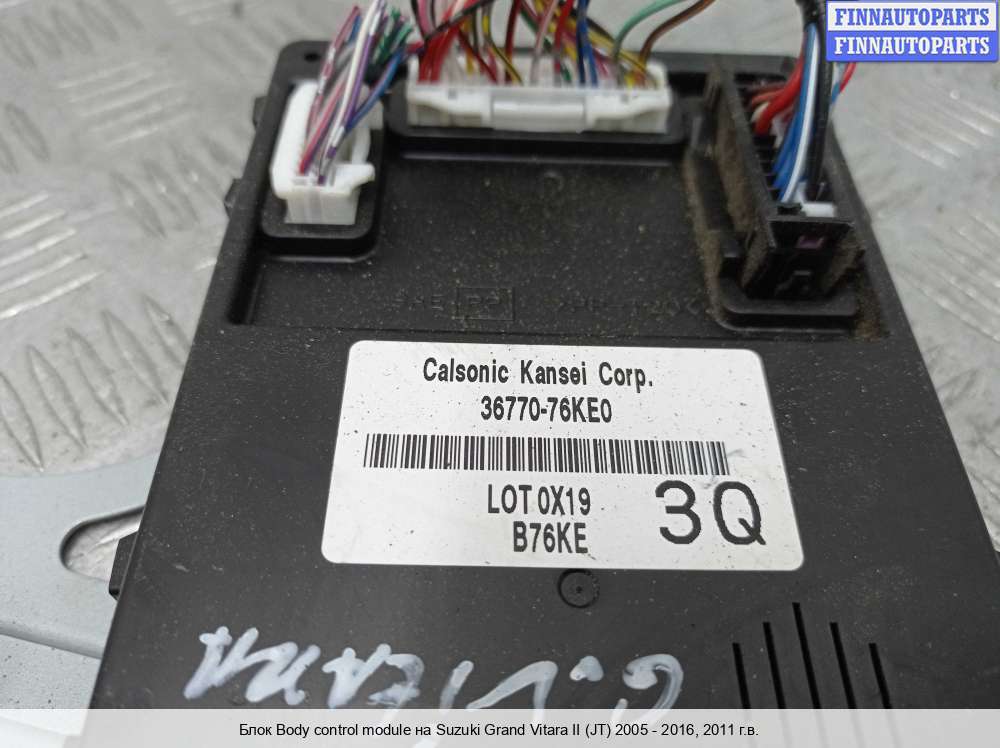 FINNAUTOPARTS
FINNAUTOPARTS
Calsonic Kansei Corp.
36770-76KE0
LOT 0X19
3Q
B76KE
G.VITARA
Блок Body control module на Suzuki Grand Vitara II (JT) 2005 - 2016, 2011 г.в.